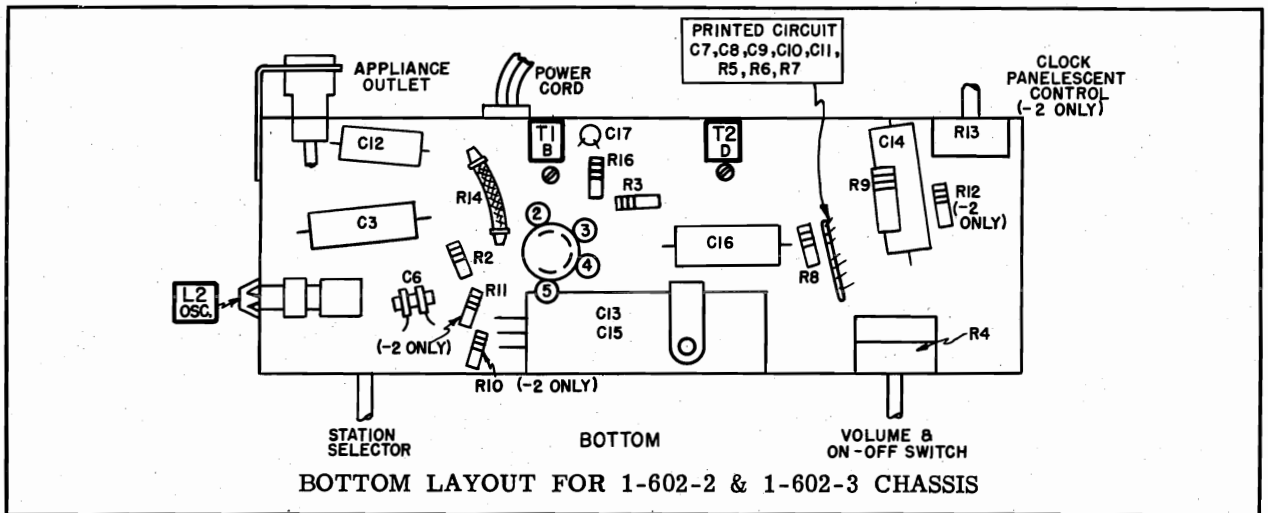 PRINTED CIRCUIT
C7,C8,C9,C10,C11,
R5,R6,R7
APPLIANCE
OUTLET
POWER
CORD
CLOCK
PANELESCENT
CONTROL
(-2 ONLY)
C12
T1
B
C17
R16
R3
T2
D
C14
R13
R9
R12
(-2
ONLY)
R14
C3
2
3
4
5
C16
R8
R2
C6
R11
L2
OSC.
(-2 ONLY)
R10 (-2 ONLY)
C13
C15
R4
STATION
SELECTOR
BOTTOM
VOLUME &
ON-OFF SWITCH
BOTTOM LAYOUT FOR 1-602-2 & 1-602-3 CHASSIS